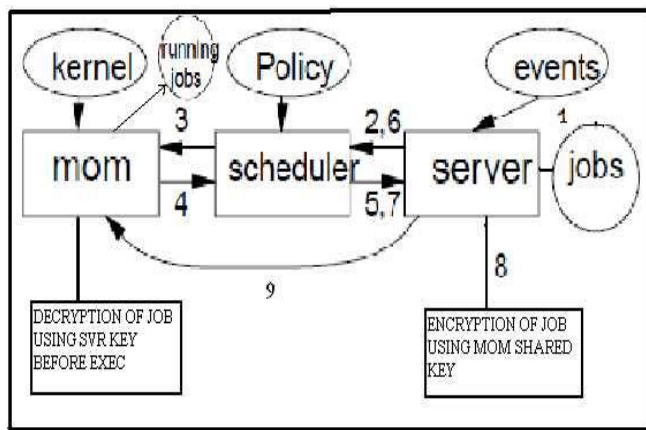 kernel
running
jobs
Policy
events
3
2,6
1
mom
scheduler
server
jobs
4
5,7
9
8
DECRYPTION OF JOB
USING SVR KEY
BEFORE EXEC
ENCRYPTION OF JOB
USING MOM SHARED
KEY